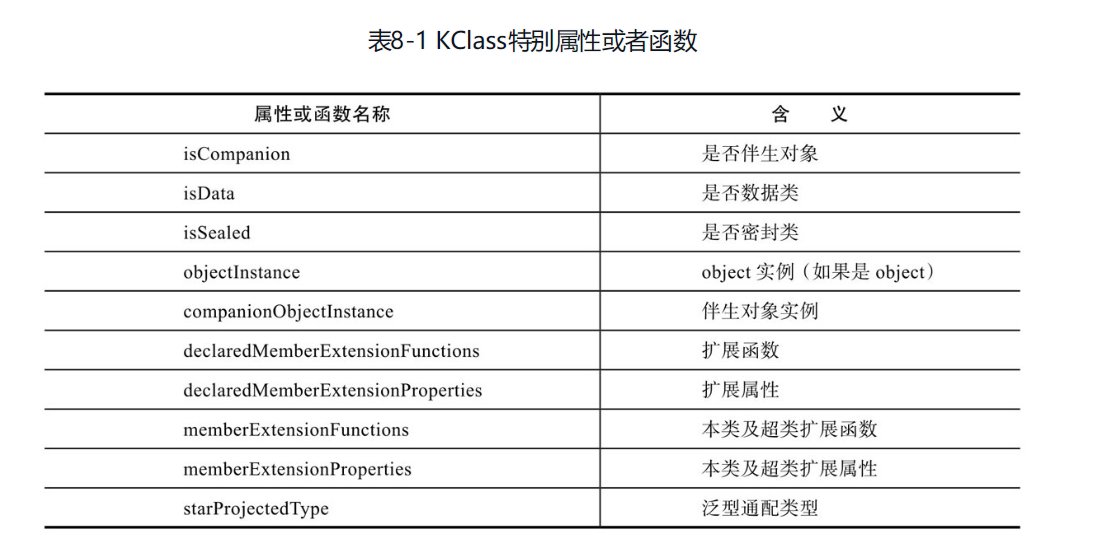 表8-1 KClass特别属性或者函数
属性或函数名称 含 义
isCompanion 是否伴生对象
isData 是否数据类
isSealed 是否密封类
objectInstance object 实例（如果是 object）
companionObjectInstance 伴生对象实例
declaredMemberExtensionFunctions 扩展函数
declaredMemberExtensionProperties 扩展属性
memberExtensionFunctions 本类及超类扩展函数
memberExtensionProperties 本类及超类扩展属性
starProjectedType 泛型通配类型